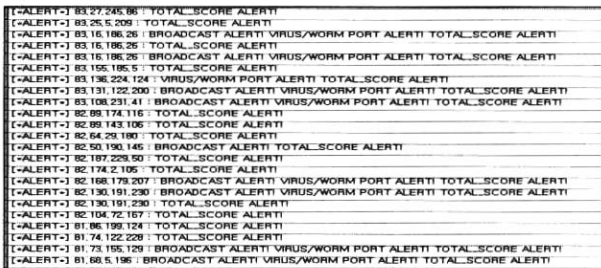 [=ALERT=] 83,27,245,86 : TOTAL_SCORE ALERT!
[=ALERT=] 83,25,5,209 : TOTAL_SCORE ALERT!
[=ALERT=] 83,16,186,26 : BROADCAST ALERT! VIRUS/WORM PORT ALERT! TOTAL_SCORE ALERT!
[=ALERT=] 83,16,186,26 : TOTAL_SCORE ALERT!
[=ALERT=] 83,16,186,26 : BROADCAST ALERT! VIRUS/WORM PORT ALERT! TOTAL_SCORE ALERT!
[=ALERT=] 83,155,185,5 : TOTAL_SCORE ALERT!
[=ALERT=] 83,136,224,124 : VIRUS/WORM PORT ALERT! TOTAL_SCORE ALERT!
[=ALERT=] 83,131,122,200 : BROADCAST ALERT! VIRUS/WORM PORT ALERT! TOTAL_SCORE ALERT!
[=ALERT=] 83,108,231,41 : BROADCAST ALERT! VIRUS/WORM PORT ALERT! TOTAL_SCORE ALERT!
[=ALERT=] 82,89,174,116 : TOTAL_SCORE ALERT!
[=ALERT=] 82,89,143,106 : TOTAL_SCORE ALERT!
[=ALERT=] 82,64,29,180 : TOTAL_SCORE ALERT!
[=ALERT=] 82,50,190,145 : BROADCAST ALERT! TOTAL_SCORE ALERT!
[=ALERT=] 82,187,229,50 : TOTAL_SCORE ALERT!
[=ALERT=] 82,174,2,105 : TOTAL_SCORE ALERT!
[=ALERT=] 82,168,179,207 : BROADCAST ALERT! VIRUS/WORM PORT ALERT! TOTAL_SCORE ALERT!
[=ALERT=] 82,130,191,230 : BROADCAST ALERT! VIRUS/WORM PORT ALERT! TOTAL_SCORE ALERT!
[=ALERT=] 82,130,191,230 : TOTAL_SCORE ALERT!
[=ALERT=] 82,104,72,167 : TOTAL_SCORE ALERT!
[=ALERT=] 81,86,199,124 : TOTAL_SCORE ALERT!
[=ALERT=] 81,74,122,228 : TOTAL_SCORE ALERT!
[=ALERT=] 81,73,155,129 : BROADCAST ALERT! VIRUS/WORM PORT ALERT! TOTAL_SCORE ALERT!
[=ALERT=] 81,68,5,196 : BROADCAST ALERT! VIRUS/WORM PORT ALERT! TOTAL_SCORE ALERT!